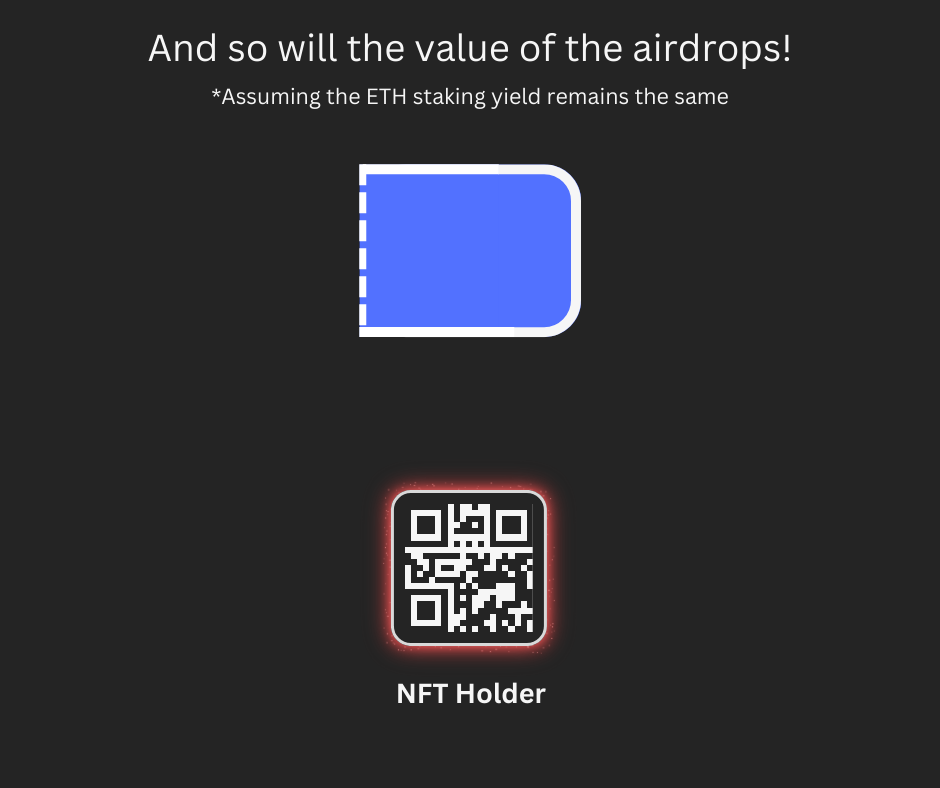 And so will the value of the airdrops!
*Assuming the ETH staking yield remains the same
NFT Holder